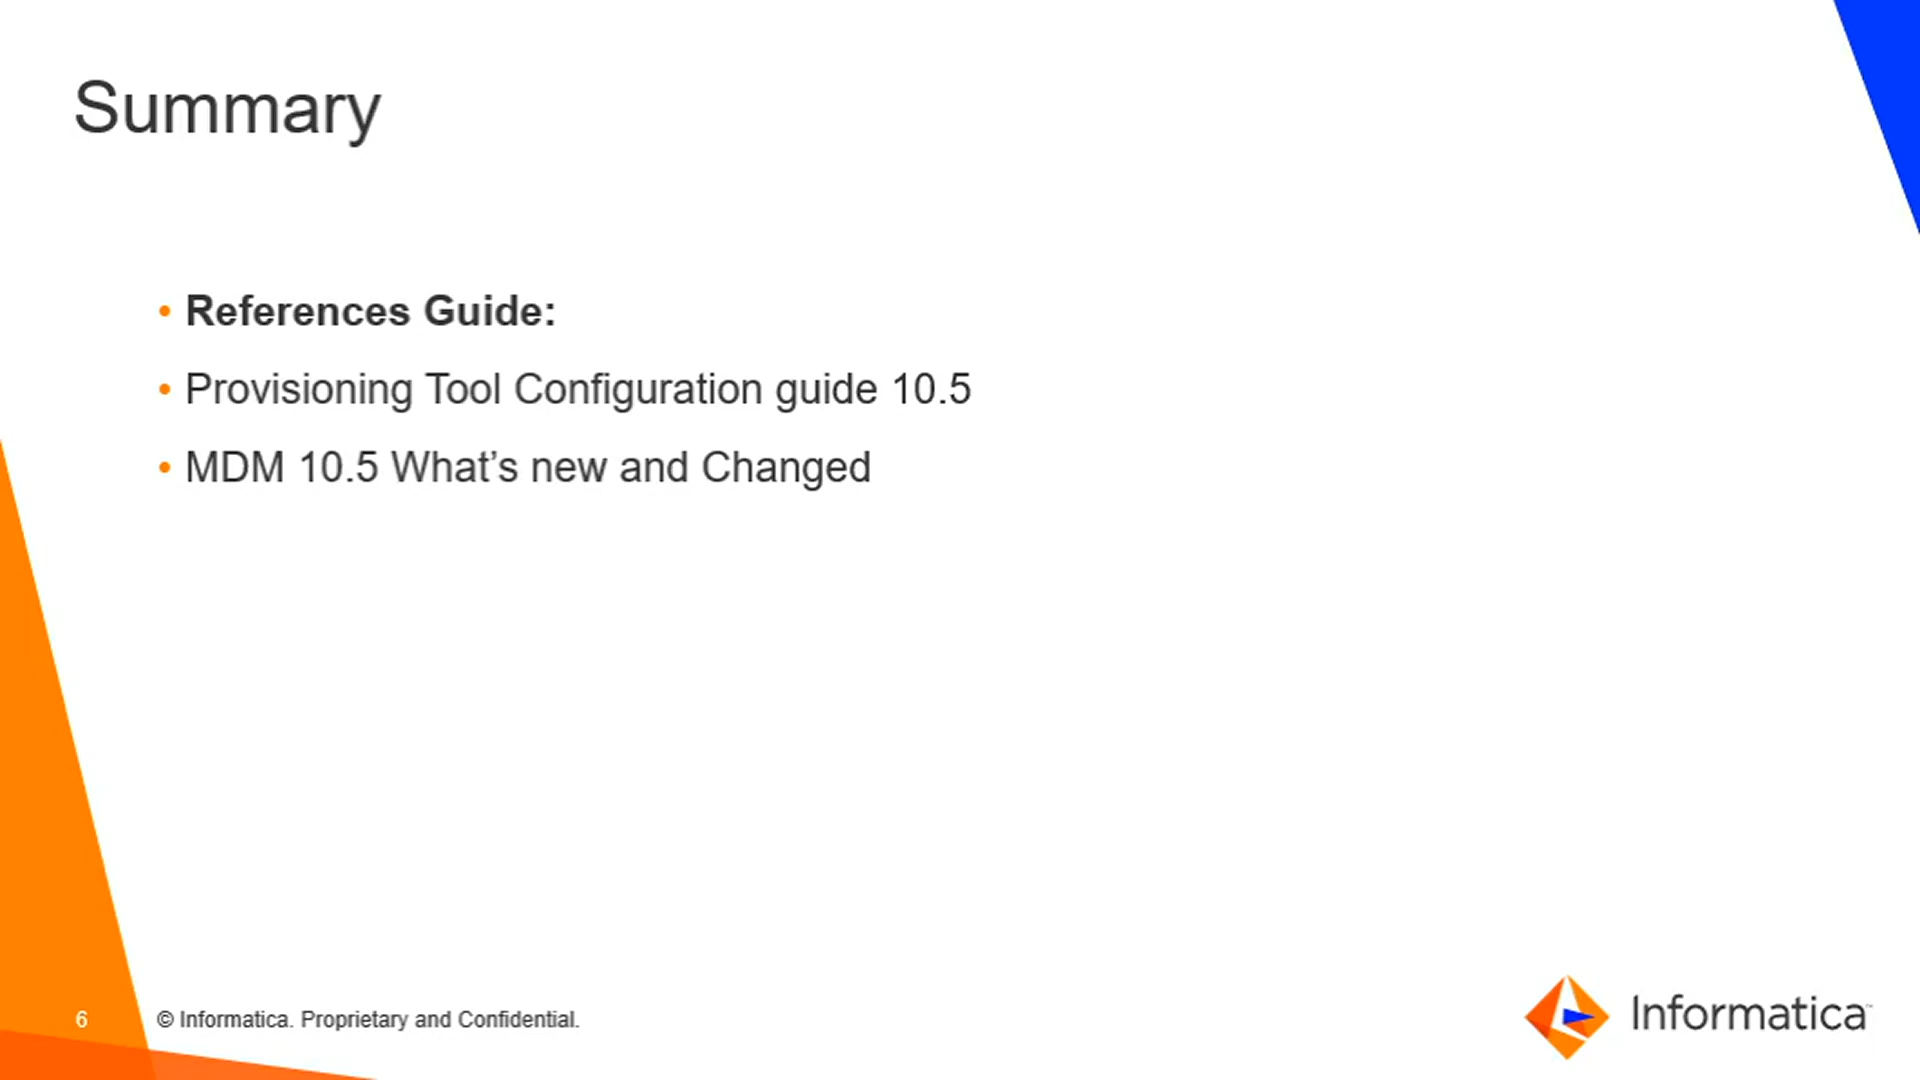 Summary
• References Guide:
• Provisioning Tool Configuration guide 10.5
• MDM 10.5 What’s new and Changed
6
© Informatica. Proprietary and Confidential.
Informatica™